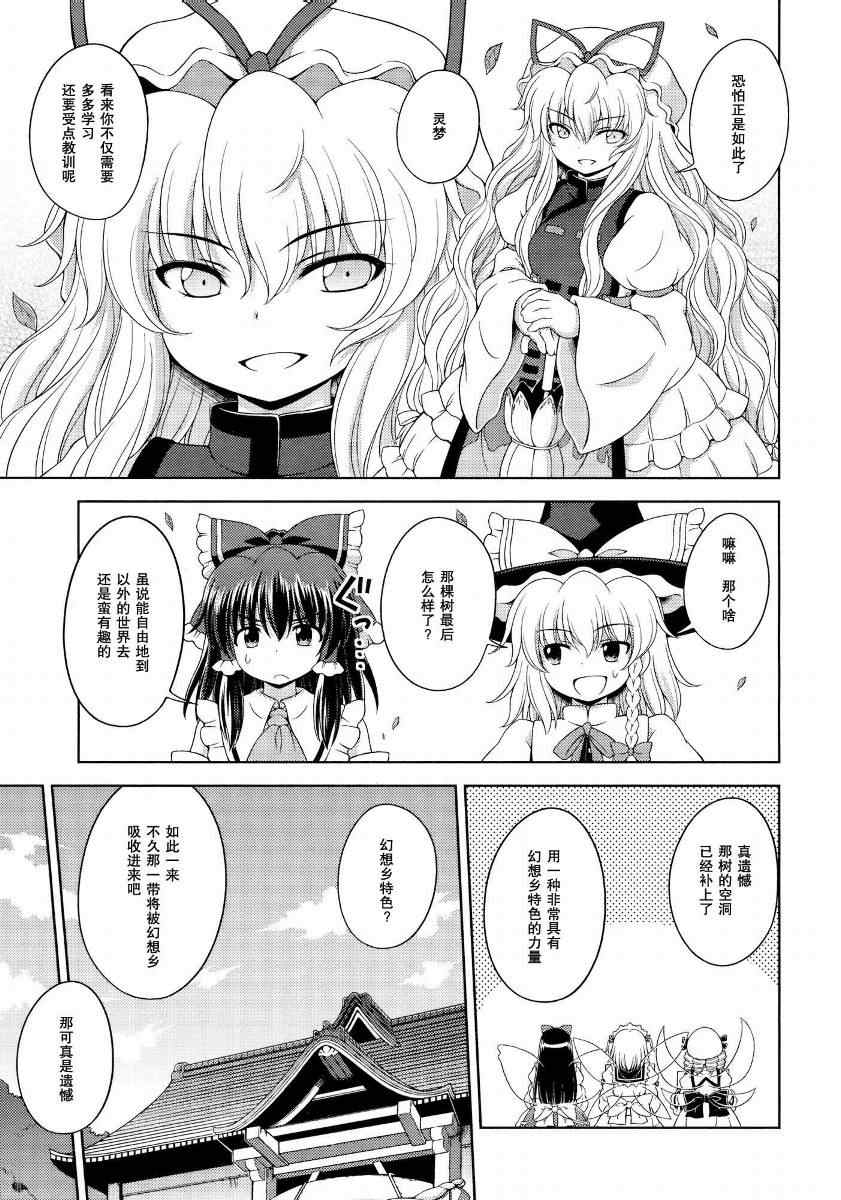 恐怕正是如此了
灵梦
看来你不仅需要
多多学习
还要受点教训呢
嘛嘛 那个啥
那棵树最后
怎么样了？
ぐっ…
虽说能自由地到
以外的世界去
还是蛮有趣的
真遗憾
那树的空洞
已经补上了
用一种非常具有
幻想乡特色的力量
幻想乡特色？
如此一来
不久那一带将被幻想乡
吸收进来吧
那可真是遗憾